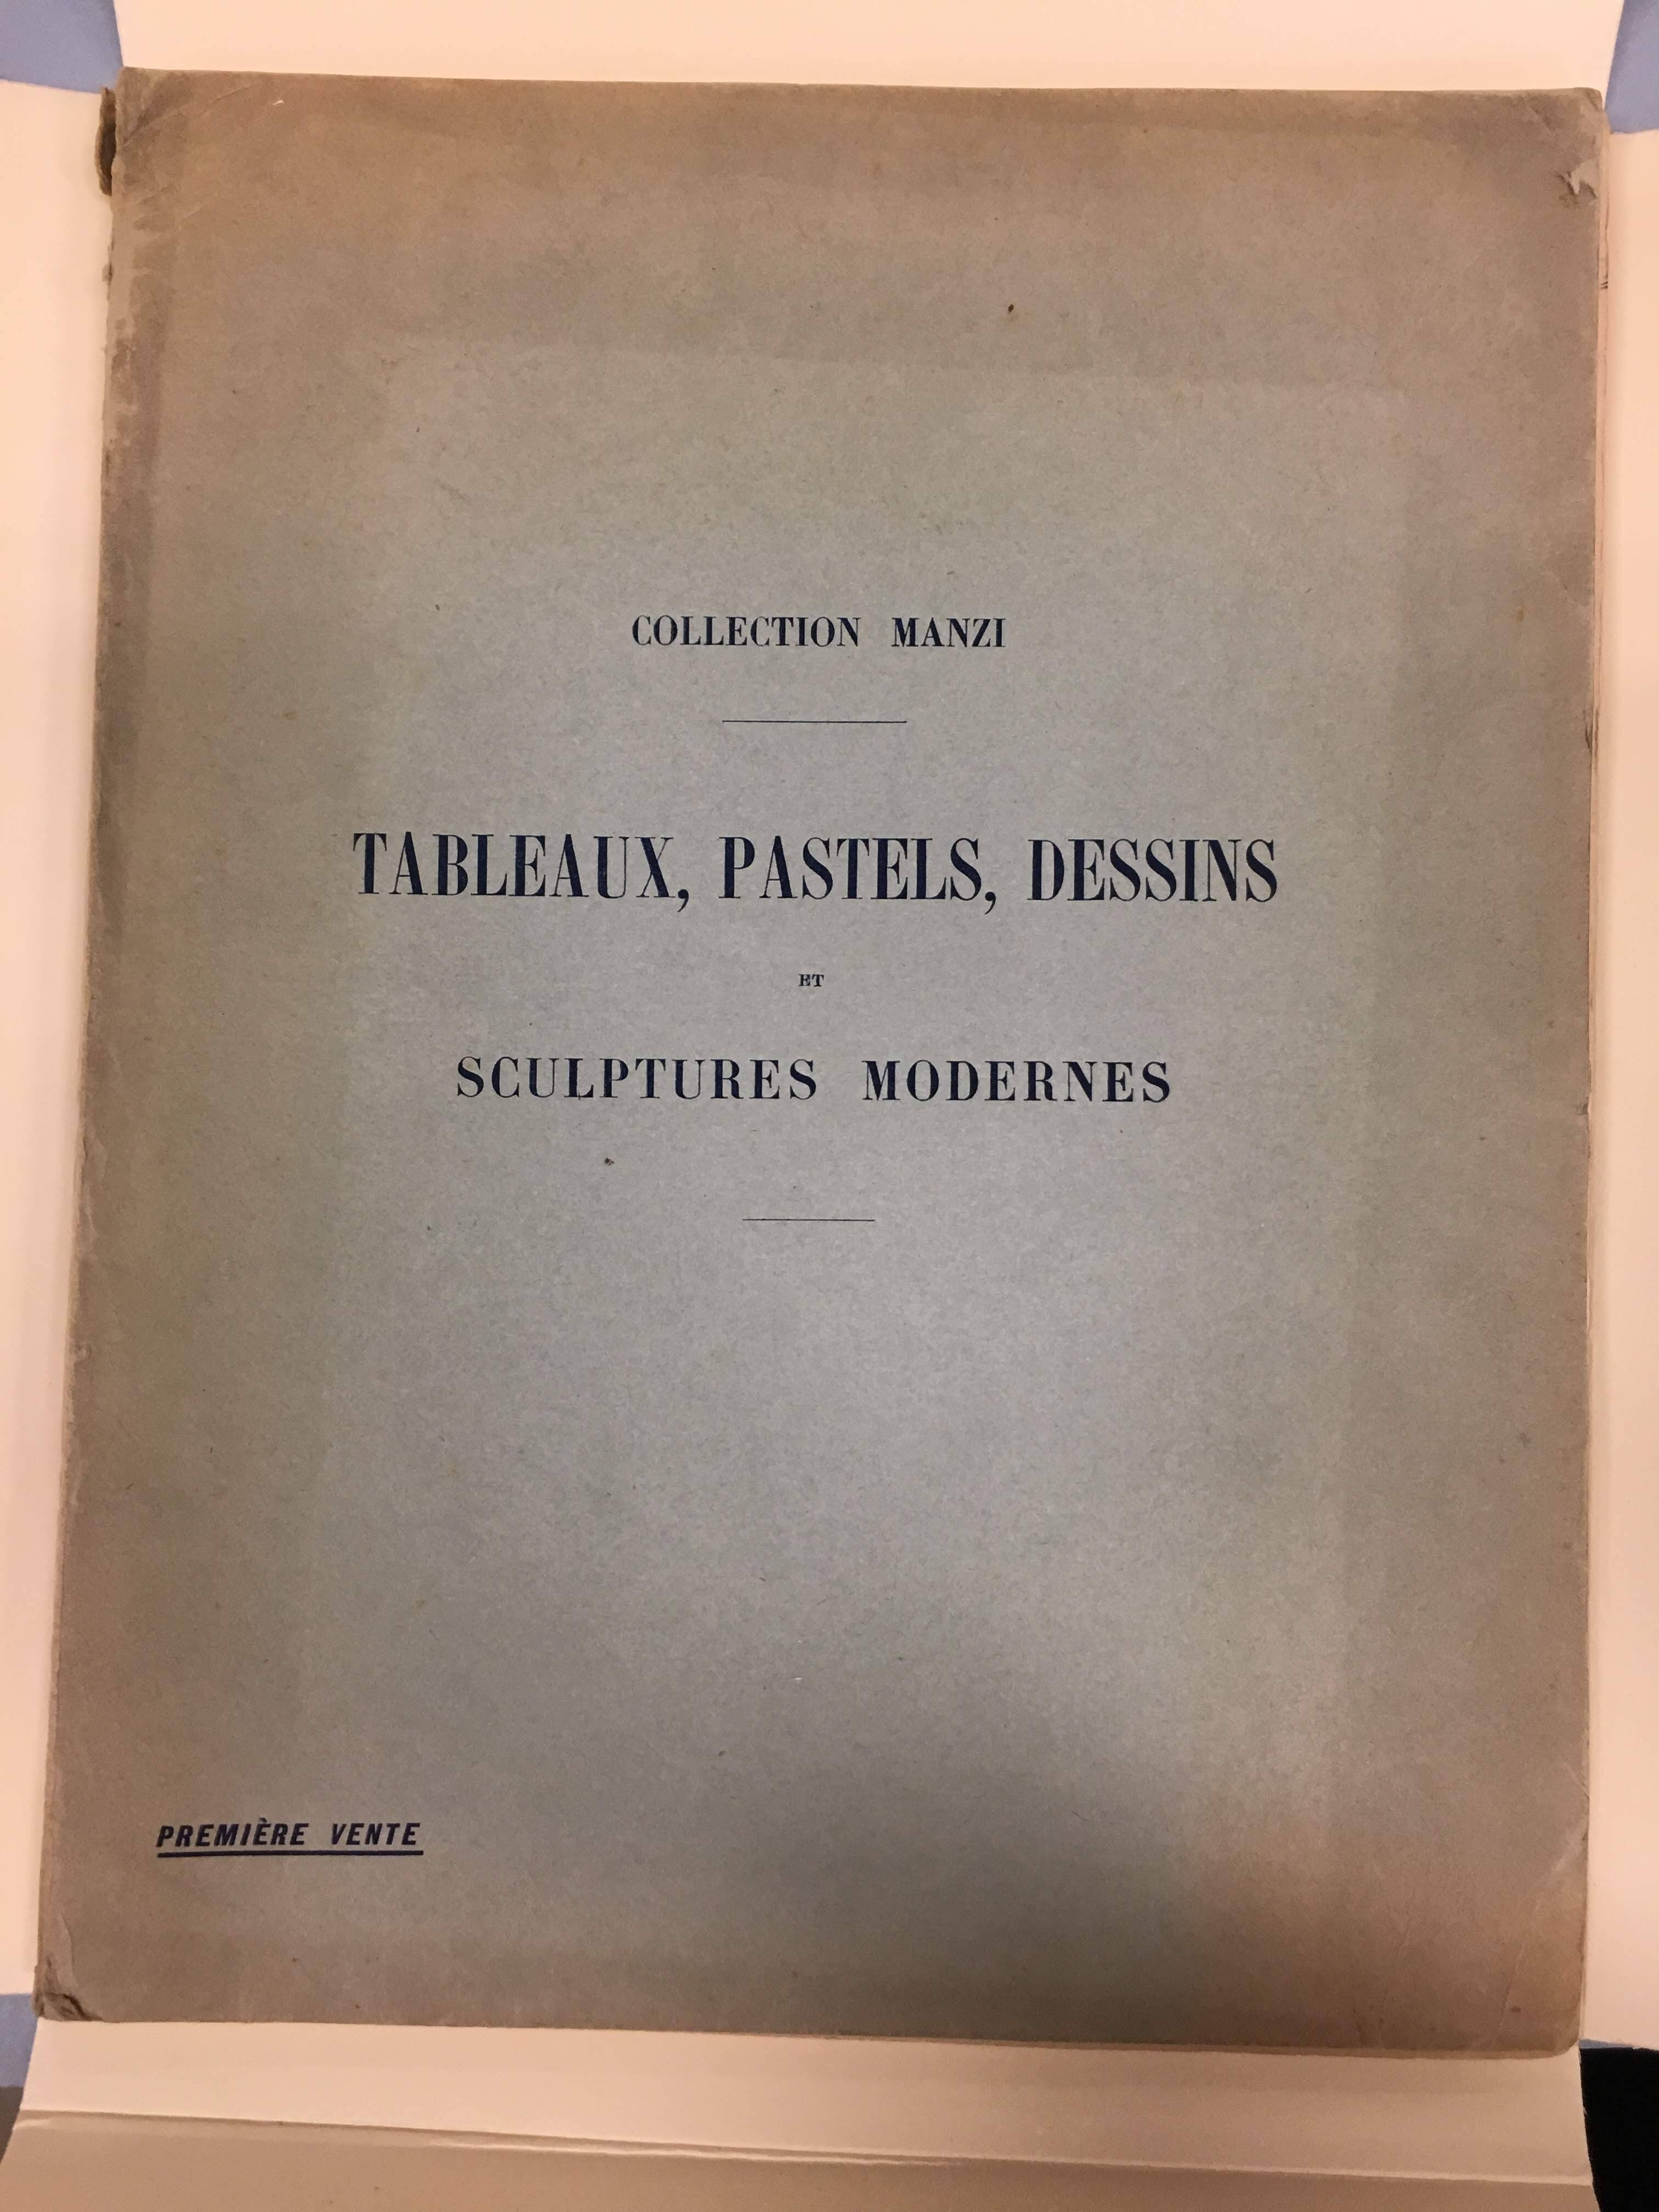 COLLECTION MANZI
TABLEAUX, PASTELS, DESSINS
ET
SCULPTURES MODERNES
PREMIÈRE VENTE